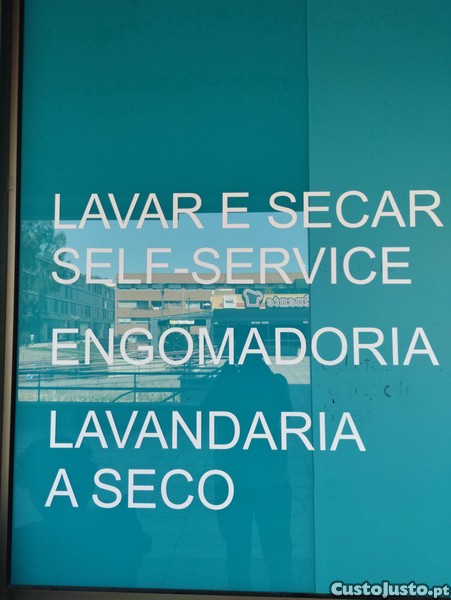 LAVAR E SECAR
SELF-SERVICE
ENGOMADORIA
LAVANDARIA
A SECO
CustoJusto.pt